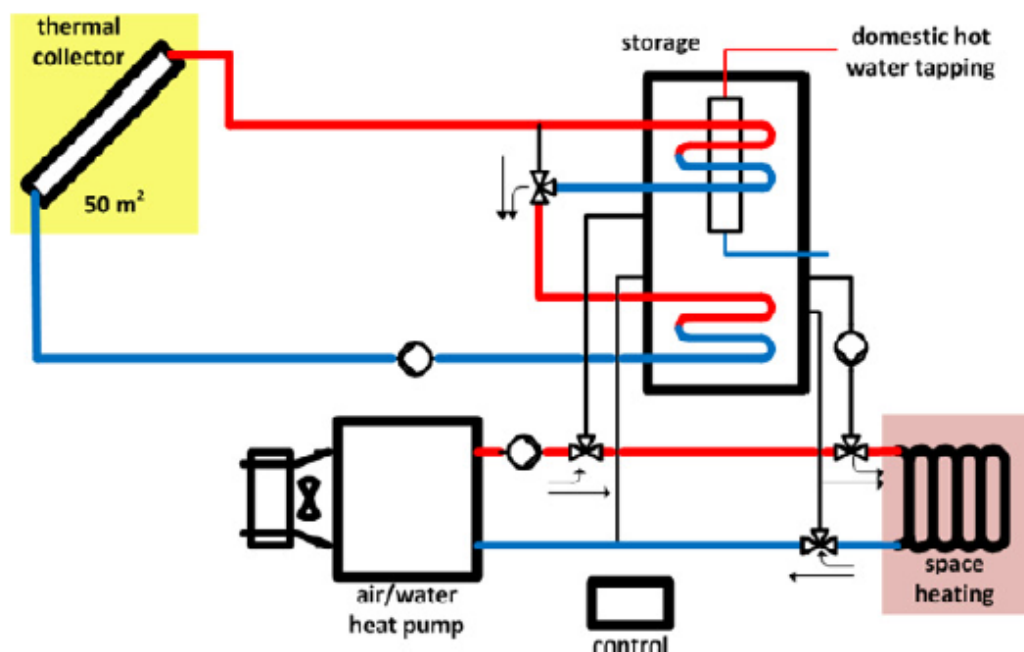 thermal
collector
50 m²
storage
domestic hot
water tapping
air/water
heat pump
control
space
heating